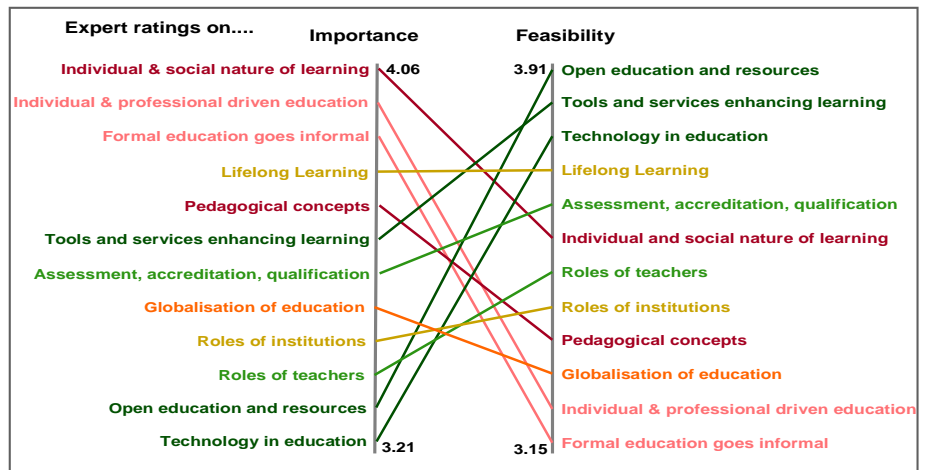 Expert ratings on....
Importance
Feasibility
Individual & social nature of learning
4.06
3.91
Open education and resources
Individual & professional driven education
Tools and services enhancing learning
Formal education goes informal
Technology in education
Lifelong Learning
Lifelong Learning
Pedagogical concepts
Assessment, accreditation, qualification
Tools and services enhancing learning
Individual and social nature of learning
Assessment, accreditation, qualification
Roles of teachers
Globalisation of education
Roles of institutions
Roles of institutions
Pedagogical concepts
Roles of teachers
Globalisation of education
Open education and resources
Individual & professional driven education
Technology in education
3.21
3.15
Formal education goes informal